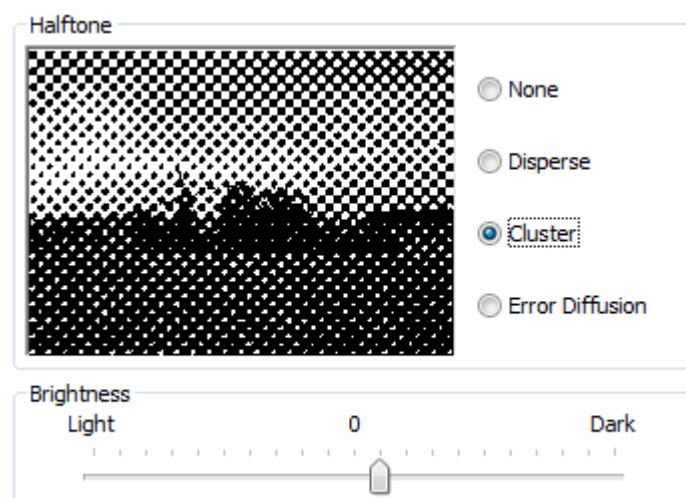 Halftone
None
Disperse
Cluster
Error Diffusion
Brightness
Light 0 Dark